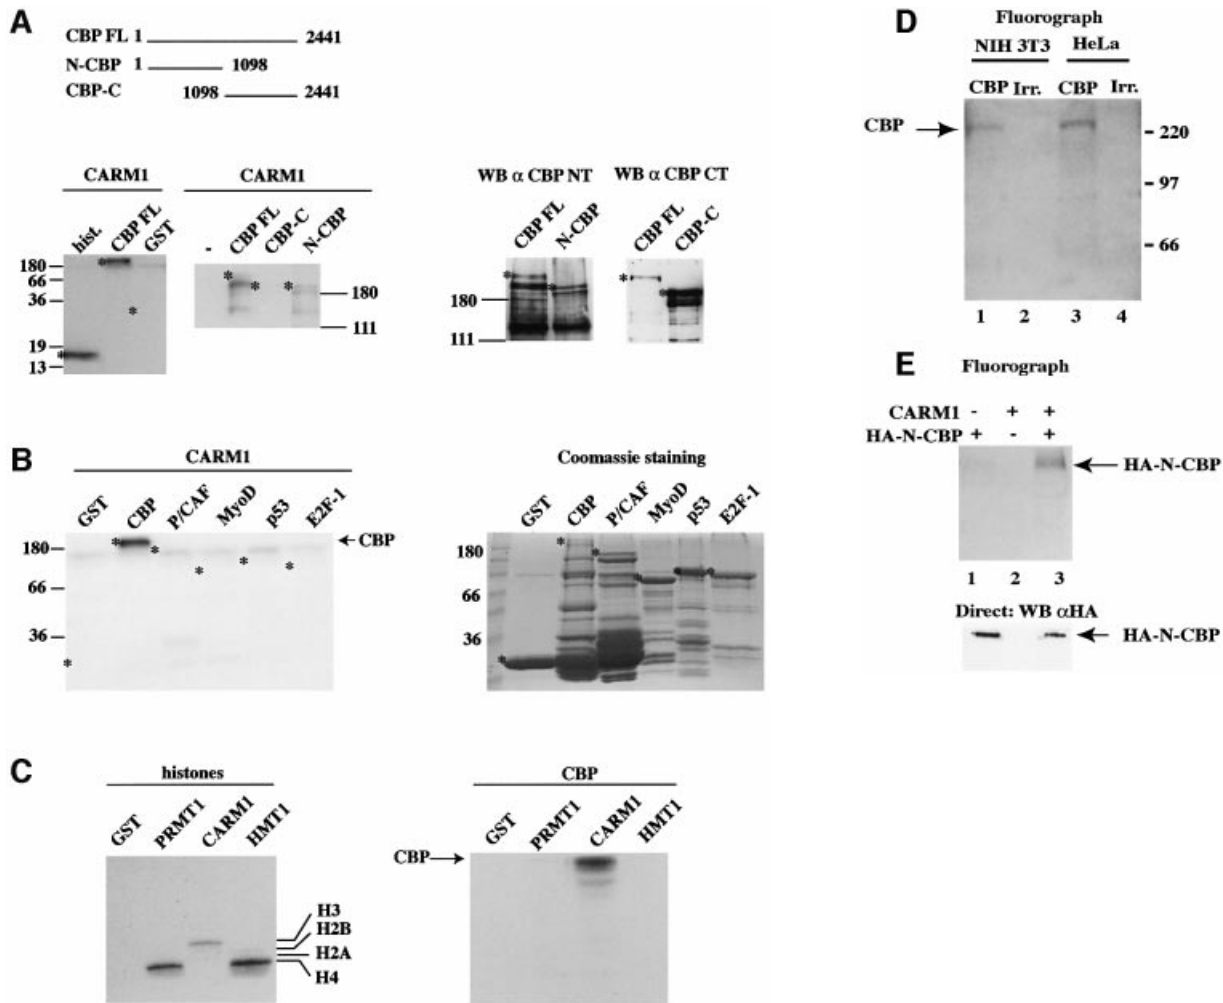 A
CBP FL 1 2441
N-CBP 1 1098
CBP-C 1098 2441
CARM1
hist. CBP FL GST
180
66
36
19
13
*
*
*
CARM1
- CBP FL CBP-C N-CBP
* * *
180
111
WB α CBP NT
CBP FL N-CBP
*
*
180
111
WB α CBP CT
CBP FL CBP-C
*
*
B
CARM1
GST CBP P/CAF MyoD p53 E2F-1
CBP
180
66
36
* * * * *
*
Coomassie staining
GST CBP P/CAF MyoD p53 E2F-1
180
66
36
* * * * *
*
C
histones
GST PRMT1 CARM1 HMT1
H3
H2B
H2A
H4
CBP
GST PRMT1 CARM1 HMT1
CBP
D
Fluorograph
NIH 3T3 HeLa
CBP Irr. CBP Irr.
CBP
220
97
66
1 2 3 4
E
Fluorograph
CARM1 - + +
HA-N-CBP + - +
HA-N-CBP
1 2 3
Direct: WB αHA
HA-N-CBP